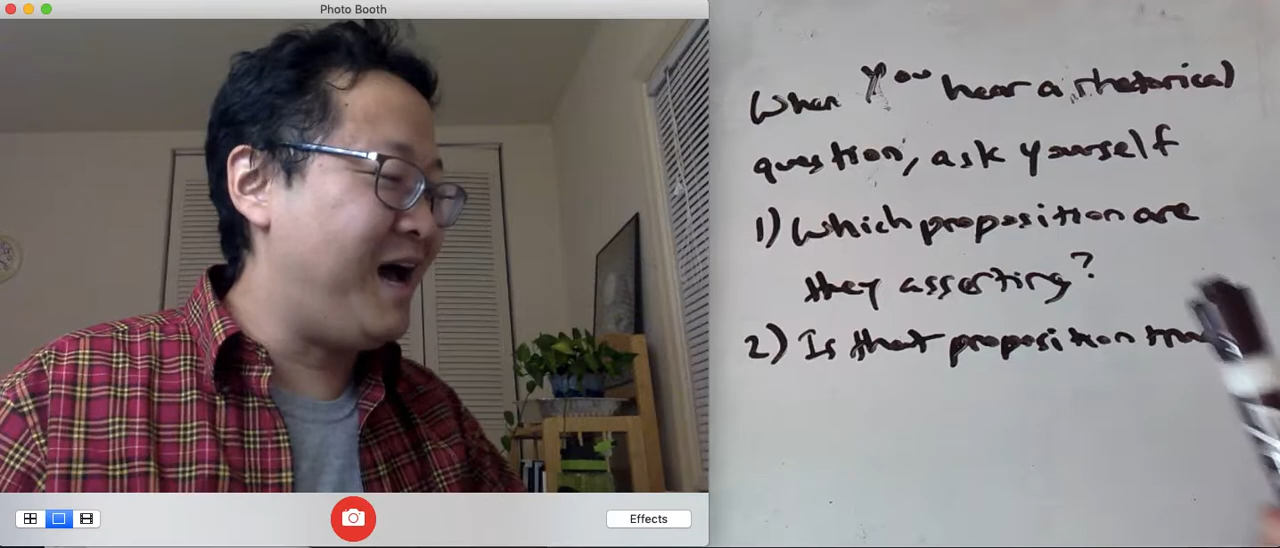 Photo Booth
When You hear a rhetorical
question, ask yourself
1) Which proposition are
they asserting?
2) Is that proposition
Effects